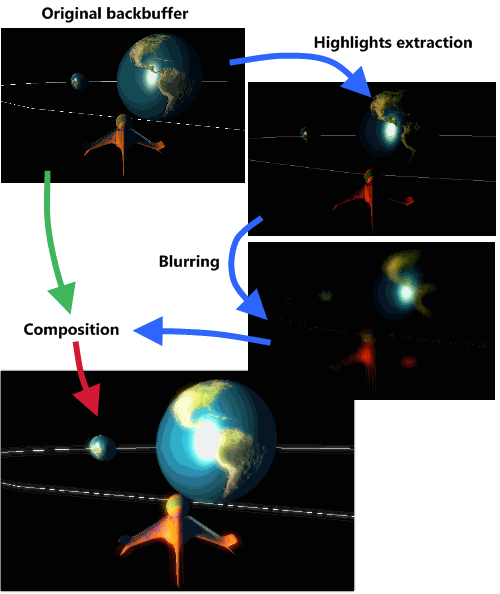 Original backbuffer
Highlights extraction
Blurring
Composition